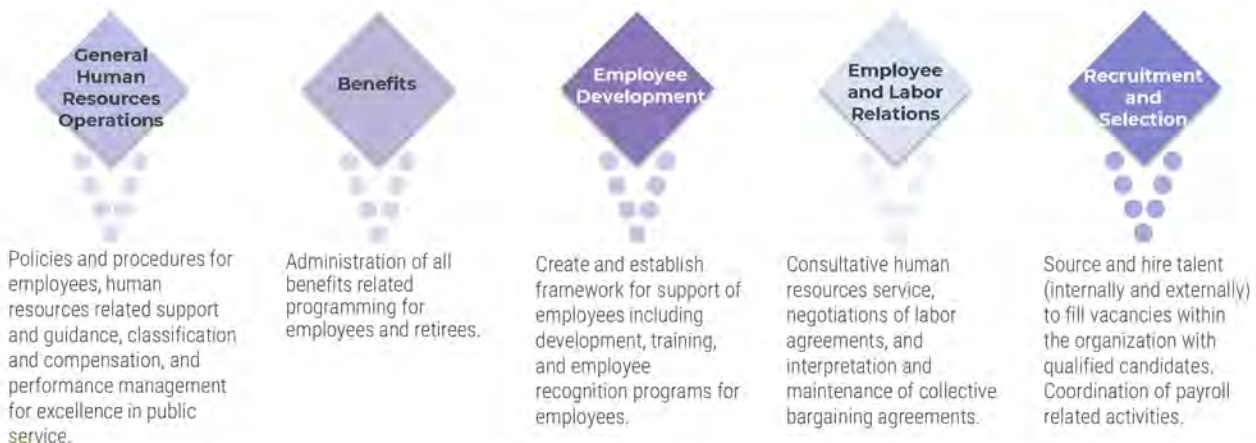 General
Human
Resources
Operations
Benefits
Employee
Development
Employee
and Labor
Relations
Recruitment
and
Selection
Policies and procedures for
employees, human
resources related support
and guidance, classification
and compensation, and
performance management
for excellence in public
service.
Administration of all
benefits related
programming for
employees and retirees.
Create and establish
framework for support of
employees including
development, training,
and employee
recognition programs for
employees.
Consultative human
resources service,
negotiations of labor
agreements, and
interpretation and
maintenance of collective
bargaining agreements.
Source and hire talent
(internally and externally)
to fill vacancies within
the organization with
qualified candidates.
Coordination of payroll
related activities.